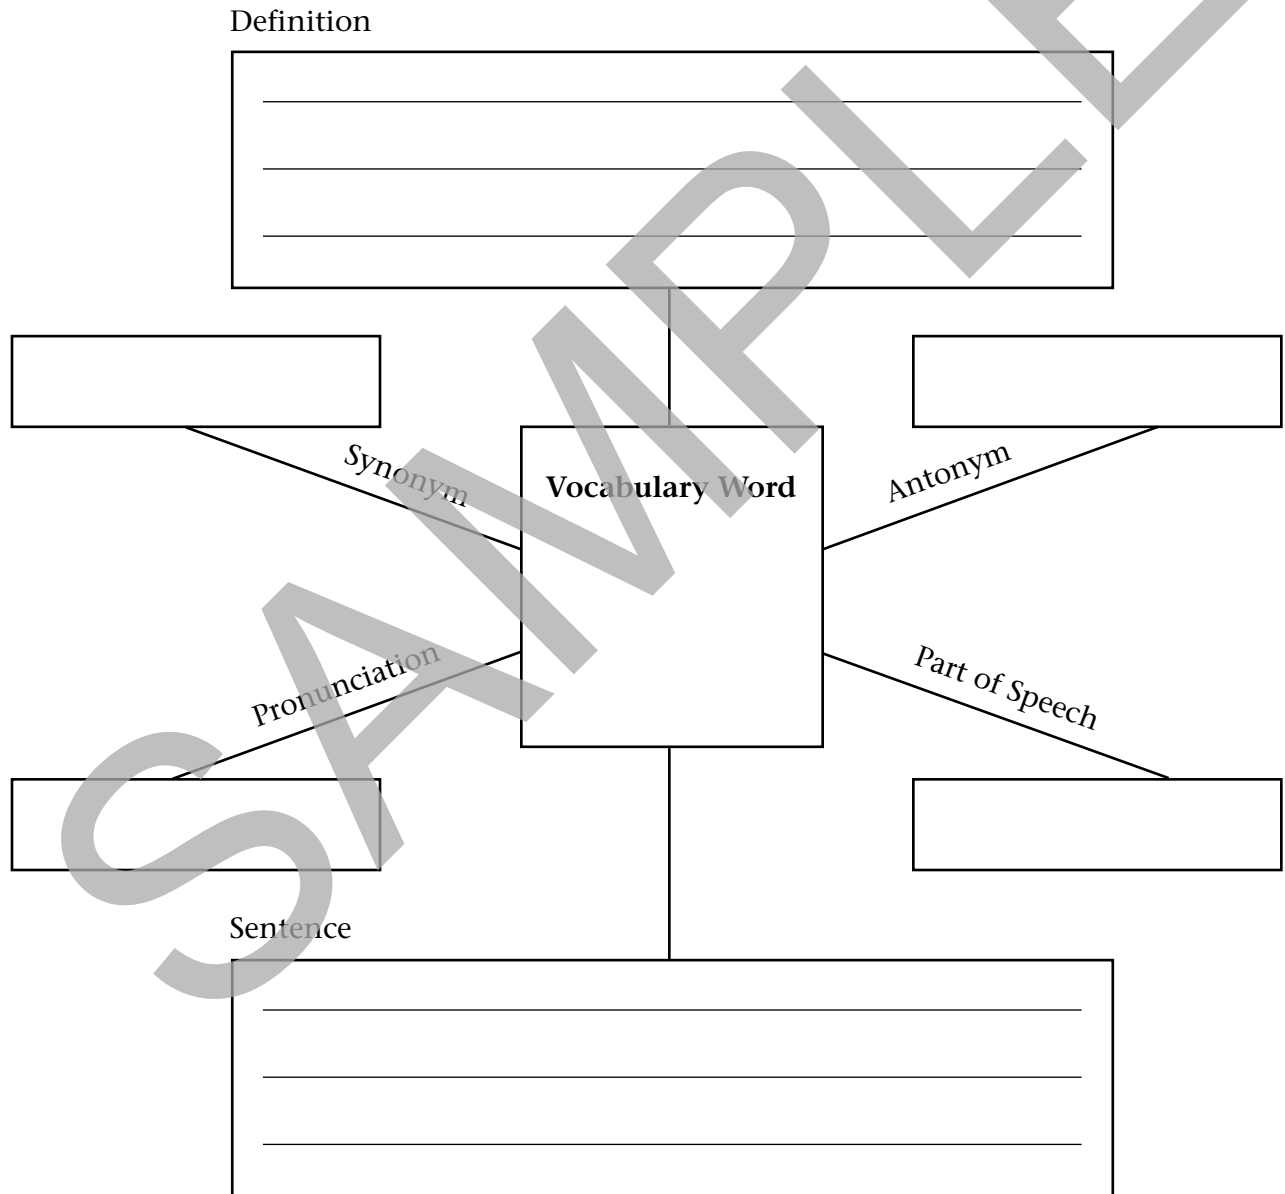 Definition
Synonym
Antonym
Vocabulary Word
Pronunciation
Part of Speech
Sentence
SAMPLE